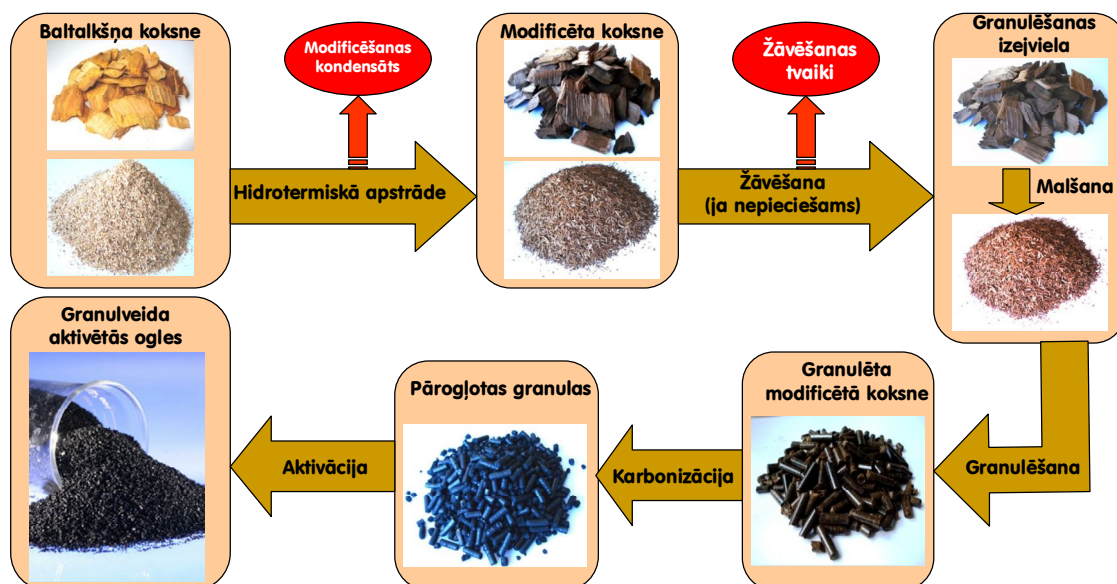 Baltalkšņa koksne
Modificēšanas
kondensāts
Modificēta koksne
Žāvēšanas
tvaiki
Granulēšanas
izejviela
Hidrotermiskā apstrāde
Žāvēšana
(ja nepieciešams)
Malšana
Granulveida
aktivētās ogles
Aktivācija
Pārogļotas granulas
Karbonizācija
Granulēta
modificētā koksne
Granulēšana